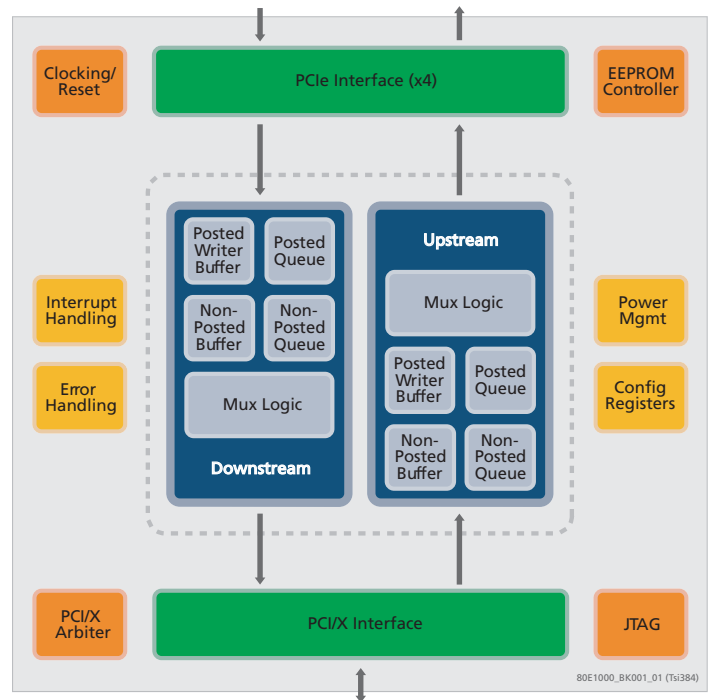 Clocking/
Reset
PCIe Interface (x4)
EEPROM
Controller
Posted
Writer
Buffer
Posted
Queue
Non-
Posted
Buffer
Non-
Posted
Queue
Mux Logic
Downstream
Upstream
Mux Logic
Posted
Writer
Buffer
Posted
Queue
Non-
Posted
Buffer
Non-
Posted
Queue
Interrupt
Handling
Error
Handling
Power
Mgmt
Config
Registers
PCI/X
Arbiter
PCI/X Interface
JTAG
80E1000_BK001_01 (Tsi384)